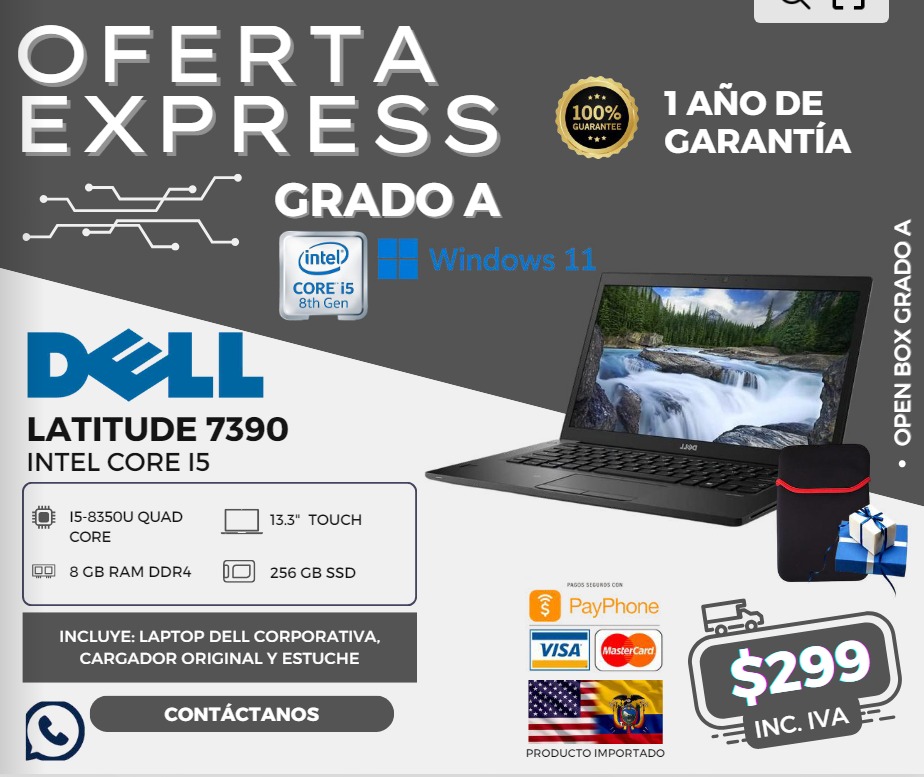 OFERTA
EXPRESS
100%
GUARANTEE
1 AÑO DE
GARANTÍA
GRADO A
intel
CORE i5
8th Gen
Windows 11
OPEN BOX GRADO A
DELL
LATITUDE 7390
INTEL CORE I5
DELL
I5-8350U QUAD
CORE
13.3" TOUCH
8 GB RAM DDR4
256 GB SSD
INCLUYE: LAPTOP DELL CORPORATIVA,
CARGADOR ORIGINAL Y ESTUCHE
CONTÁCTANOS
PAGOS SEGUROS CON
PayPhone
VISA
MasterCard
PRODUCTO IMPORTADO
$299
INC. IVA